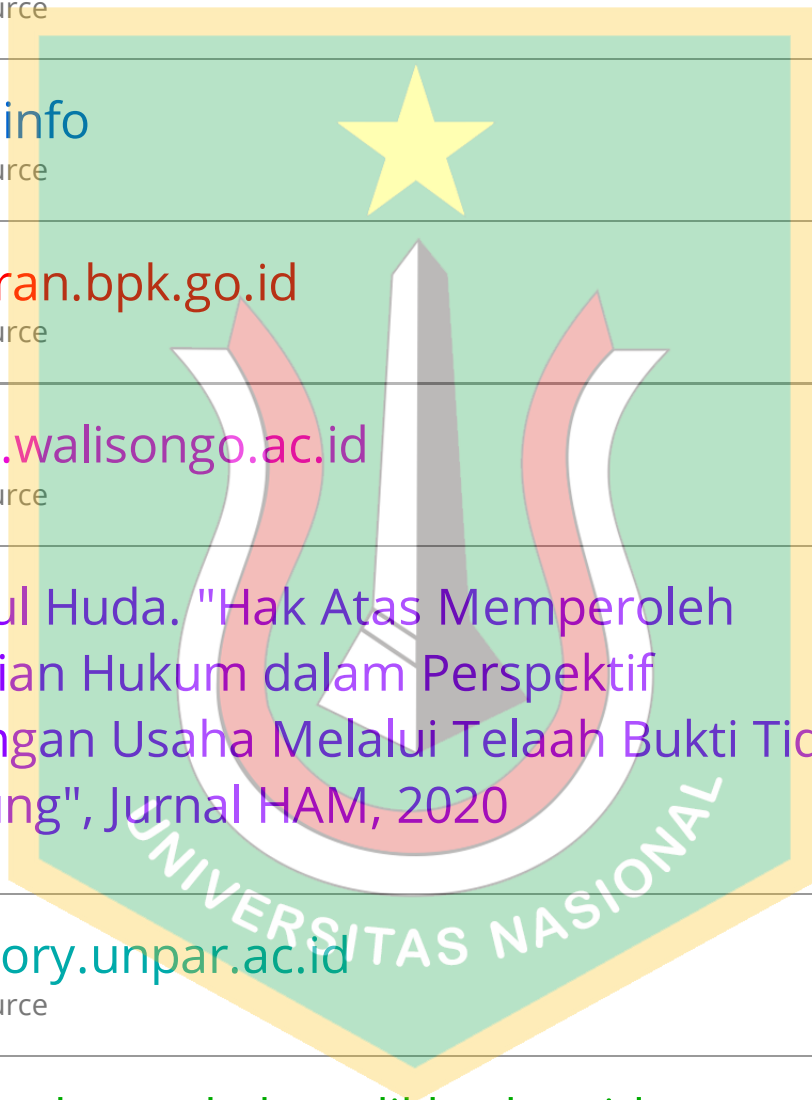 urce
info
urce
ran.bpk.go.id
urce
.walisongo.ac.id
urce
ul Huda. "Hak Atas Memperoleh
ian Hukum dalam Perspektif
ngan Usaha Melalui Telaah Bukti Tid
ung", Jurnal HAM, 2020
UNIVERSITAS NASIONAL
ory.unpar.ac.id
urce